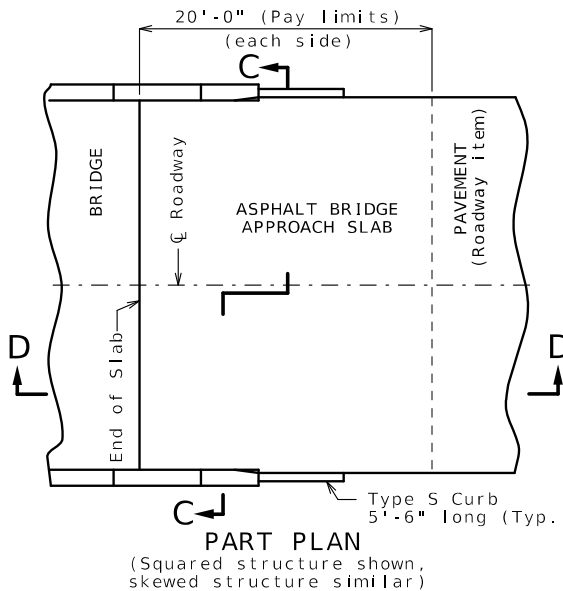 20'-0" (Pay limits)
(each side)
C
BRIDGE
℄ Roadway
ASPHALT BRIDGE
APPROACH SLAB
PAVEMENT
(Roadway item)
D
D
End of Slab
C
Type S Curb
5'-6" long (Typ.
PART PLAN
(Squared structure shown,
skewed structure similar)